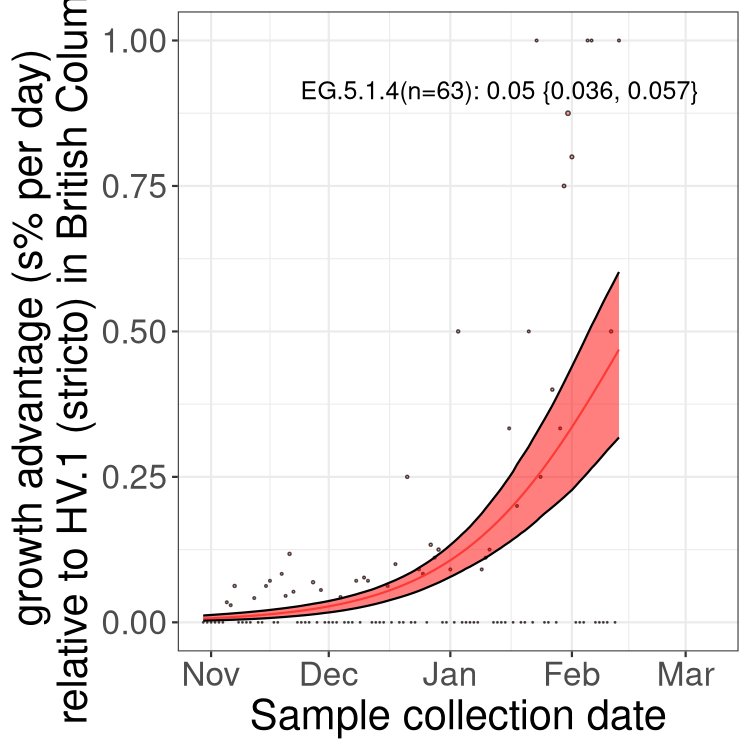 growth advantage (s% per day)
relative to HV.1 (stricto) in British Colum
1.00
0.75
0.50
0.25
0.00
EG.5.1.4(n=63): 0.05 {0.036, 0.057}
Nov Dec Jan Feb Mar
Sample collection date